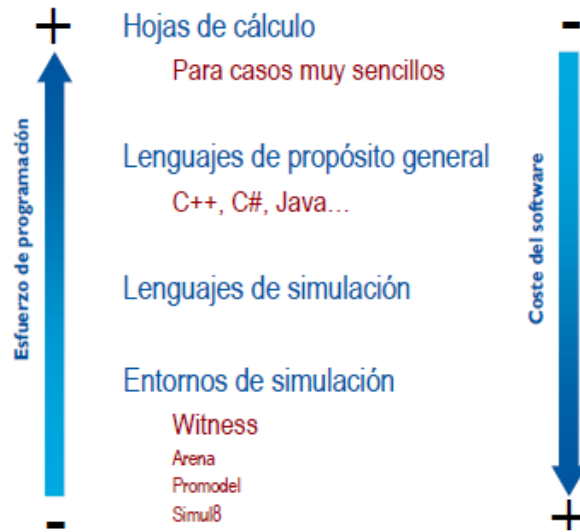 +
-
Hojas de cálculo
Para casos muy sencillos
Lenguajes de propósito general
C++, C#, Java...
Lenguajes de simulación
Entornos de simulación
Witness
Arena
Promodel
Simul8
Esfuerzo de programación
Coste del software
-
+